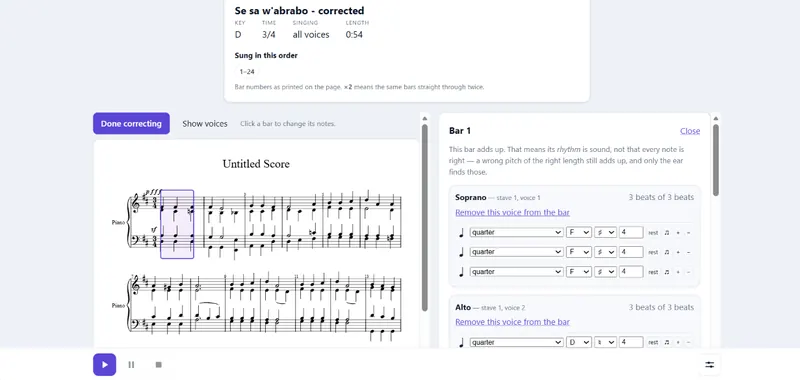 Se sa w'abrabo - corrected
KEY TIME SINGING LENGTH
D 3/4 all voices 0:54
Sung in this order
1–24
Bar numbers as printed on the page. ×2 means the same bars straight through twice.
Done correcting Show voices Click a bar to change its notes.
Untitled Score
fff
Piano
Piano
Bar 1 Close
This bar adds up. That means its rhythm is sound, not that every note is
right — a wrong pitch of the right length still adds up, and only the ear
finds those.
Soprano — stave 1, voice 1 3 beats of 3 beats
Remove this voice from the bar
quarter F ♯ 4 rest ♫ + −
quarter F ♯ 4 rest ♫ + −
quarter F ♯ 4 rest ♫ + −
Alto — stave 1, voice 2 3 beats of 3 beats
Remove this voice from the bar
quarter D ♮ 4 rest ♫ + −